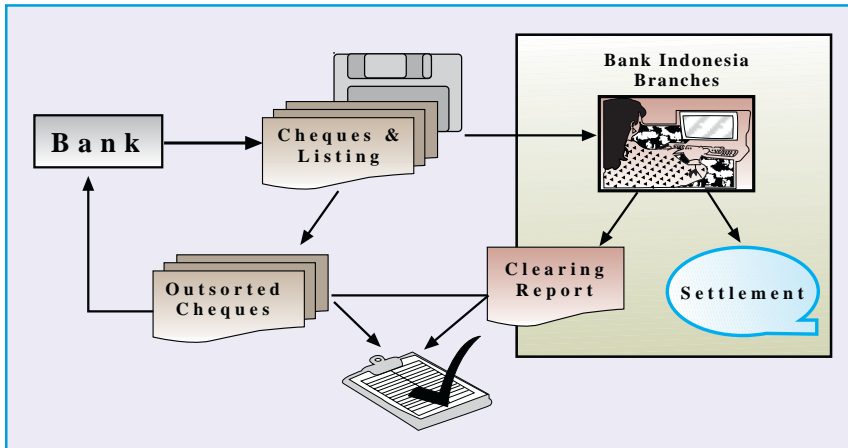 Bank Indonesia
Branches
Bank
Cheques &
Listing
Outsorted
Cheques
Clearing
Report
Settlement